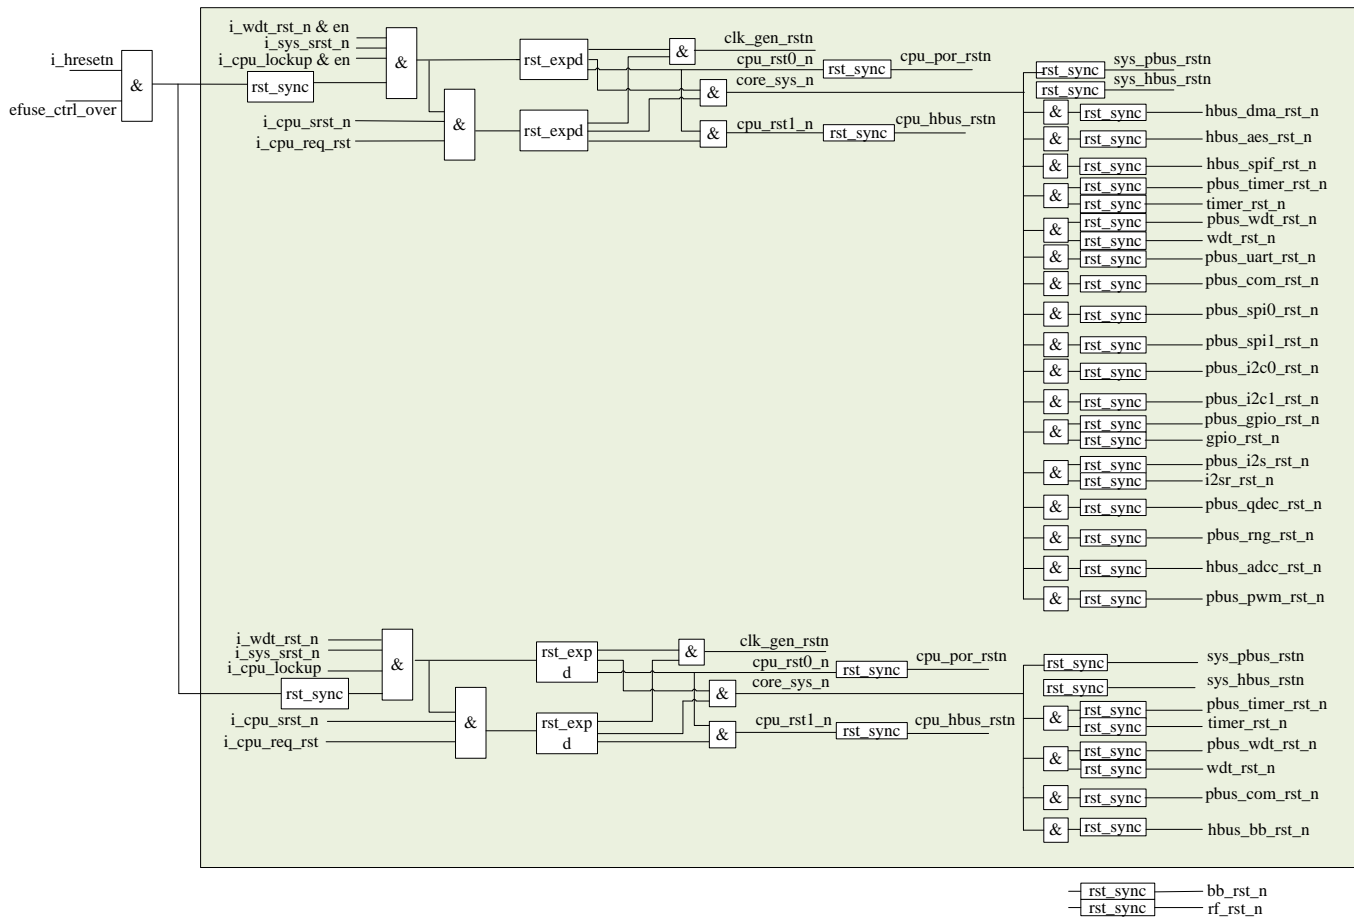 i_hresetn
&
efuse_ctrl_over
i_wdt_rst_n & en
i_sys_srst_n
i_cpu_lockup & en
rst_sync
&
i_cpu_srst_n
i_cpu_req_rst
&
rst_expd
rst_expd
&
clk_gen_rstn
cpu_rst0_n
rst_sync
cpu_por_rstn
&
core_sys_n
&
cpu_rst1_n
rst_sync
cpu_hbus_rstn
rst_sync
sys_pbus_rstn
rst_sync
sys_hbus_rstn
& rst_sync hbus_dma_rst_n
& rst_sync hbus_aes_rst_n
& rst_sync hbus_spif_rst_n
& rst_sync pbus_timer_rst_n
rst_sync timer_rst_n
& rst_sync pbus_wdt_rst_n
rst_sync wdt_rst_n
& rst_sync pbus_uart_rst_n
& rst_sync pbus_com_rst_n
& rst_sync pbus_spi0_rst_n
& rst_sync pbus_spi1_rst_n
& rst_sync pbus_i2c0_rst_n
& rst_sync pbus_i2c1_rst_n
& rst_sync pbus_gpio_rst_n
rst_sync gpio_rst_n
& rst_sync pbus_i2s_rst_n
rst_sync i2sr_rst_n
& rst_sync pbus_qdec_rst_n
& rst_sync pbus_rng_rst_n
& rst_sync hbus_adcc_rst_n
& rst_sync pbus_pwm_rst_n
i_wdt_rst_n
i_sys_srst_n
i_cpu_lockup
rst_sync
&
i_cpu_srst_n
i_cpu_req_rst
&
rst_exp
d
rst_exp
d
&
clk_gen_rstn
cpu_rst0_n
rst_sync
cpu_por_rstn
&
core_sys_n
&
cpu_rst1_n
rst_sync
cpu_hbus_rstn
rst_sync sys_pbus_rstn
rst_sync sys_hbus_rstn
& rst_sync pbus_timer_rst_n
rst_sync timer_rst_n
& rst_sync pbus_wdt_rst_n
rst_sync wdt_rst_n
& rst_sync pbus_com_rst_n
& rst_sync hbus_bb_rst_n
rst_sync bb_rst_n
rst_sync rf_rst_n